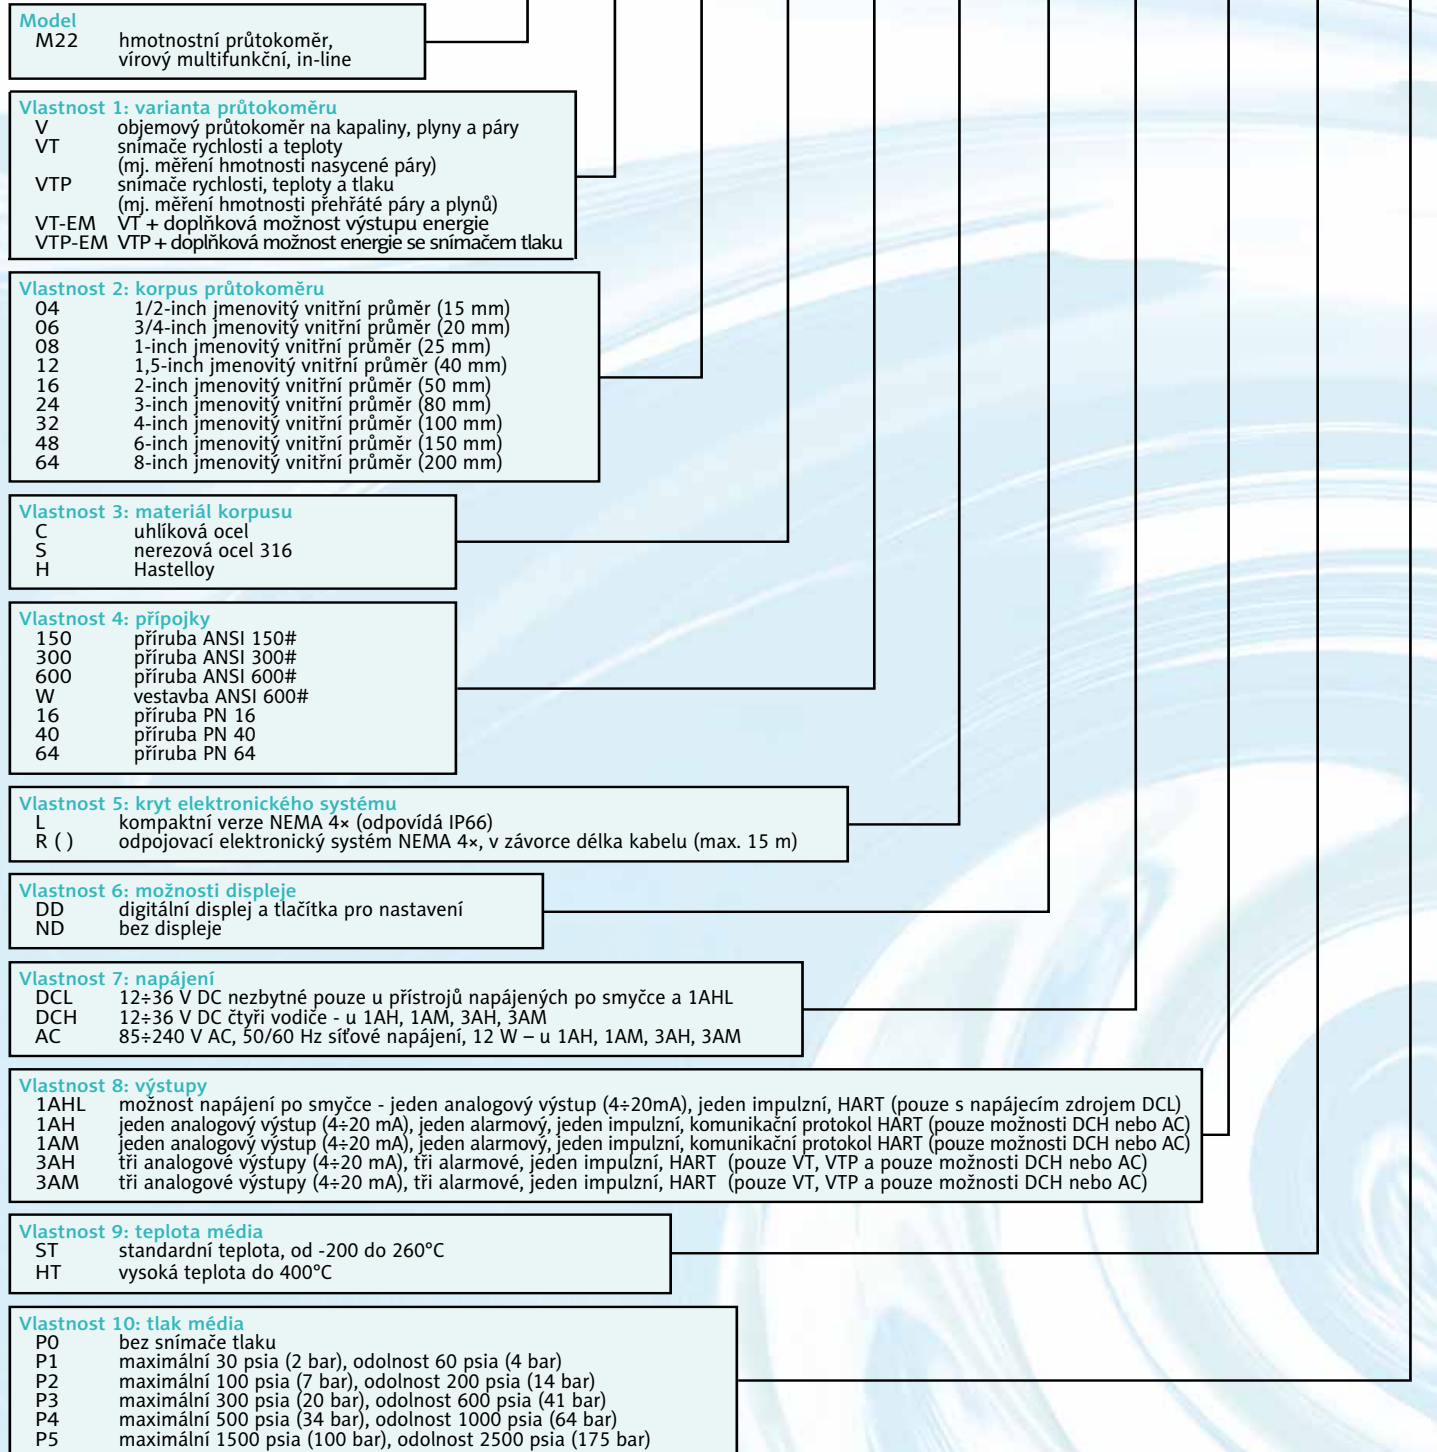 Model
M22 hmotnostní průtokoměr,
vírový multifunkční, in-line
Vlastnost 1: varianta průtokoměru
V objemový průtokoměr na kapaliny, plyny a páry
VT snímače rychlosti a teploty
(mj. měření hmotnosti nasycené páry)
VTP snímače rychlosti, teploty a tlaku
(mj. měření hmotnosti přehřáté páry a plynů)
VT-EM VT + doplňková možnost výstupu energie
VTP-EM VTP + doplňková možnost energie se snímačem tlaku
Vlastnost 2: korpus průtokoměru
04 1/2-inch jmenovitý vnitřní průměr (15 mm)
06 3/4-inch jmenovitý vnitřní průměr (20 mm)
08 1-inch jmenovitý vnitřní průměr (25 mm)
12 1,5-inch jmenovitý vnitřní průměr (40 mm)
16 2-inch jmenovitý vnitřní průměr (50 mm)
24 3-inch jmenovitý vnitřní průměr (80 mm)
32 4-inch jmenovitý vnitřní průměr (100 mm)
48 6-inch jmenovitý vnitřní průměr (150 mm)
64 8-inch jmenovitý vnitřní průměr (200 mm)
Vlastnost 3: materiál korpusu
C uhlíková ocel
S nerezová ocel 316
H Hastelloy
Vlastnost 4: přípojky
150 příruba ANSI 150#
300 příruba ANSI 300#
600 příruba ANSI 600#
W vestavba ANSI 600#
16 příruba PN 16
40 příruba PN 40
64 příruba PN 64
Vlastnost 5: kryt elektronického systému
L kompaktní verze NEMA 4× (odpovídá IP66)
R ( ) odpojovací elektronický systém NEMA 4×, v závorce délka kabelu (max. 15 m)
Vlastnost 6: možnosti displeje
DD digitální displej a tlačítka pro nastavení
ND bez displeje
Vlastnost 7: napájení
DCL 12÷36 V DC nezbytné pouze u přístrojů napájených po smyčce a 1AHL
DCH 12÷36 V DC čtyři vodiče - u 1AH, 1AM, 3AH, 3AM
AC 85÷240 V AC, 50/60 Hz síťové napájení, 12 W – u 1AH, 1AM, 3AH, 3AM
Vlastnost 8: výstupy
1AHL možnost napájení po smyčce - jeden analogový výstup (4÷20mA), jeden impulzní, HART (pouze s napájecím zdrojem DCL)
1AH jeden analogový výstup (4÷20 mA), jeden alarmový, jeden impulzní, komunikační protokol HART (pouze možnosti DCH nebo AC)
1AM jeden analogový výstup (4÷20 mA), jeden alarmový, jeden impulzní, komunikační protokol HART (pouze možnosti DCH nebo AC)
3AH tři analogové výstupy (4÷20 mA), tři alarmové, jeden impulzní, HART (pouze VT, VTP a pouze možnosti DCH nebo AC)
3AM tři analogové výstupy (4÷20 mA), tři alarmové, jeden impulzní, HART (pouze VT, VTP a pouze možnosti DCH nebo AC)
Vlastnost 9: teplota média
ST standardní teplota, od -200 do 260°C
HT vysoká teplota do 400°C
Vlastnost 10: tlak média
P0 bez snímače tlaku
P1 maximální 30 psia (2 bar), odolnost 60 psia (4 bar)
P2 maximální 100 psia (7 bar), odolnost 200 psia (14 bar)
P3 maximální 300 psia (20 bar), odolnost 600 psia (41 bar)
P4 maximální 500 psia (34 bar), odolnost 1000 psia (64 bar)
P5 maximální 1500 psia (100 bar), odolnost 2500 psia (175 bar)